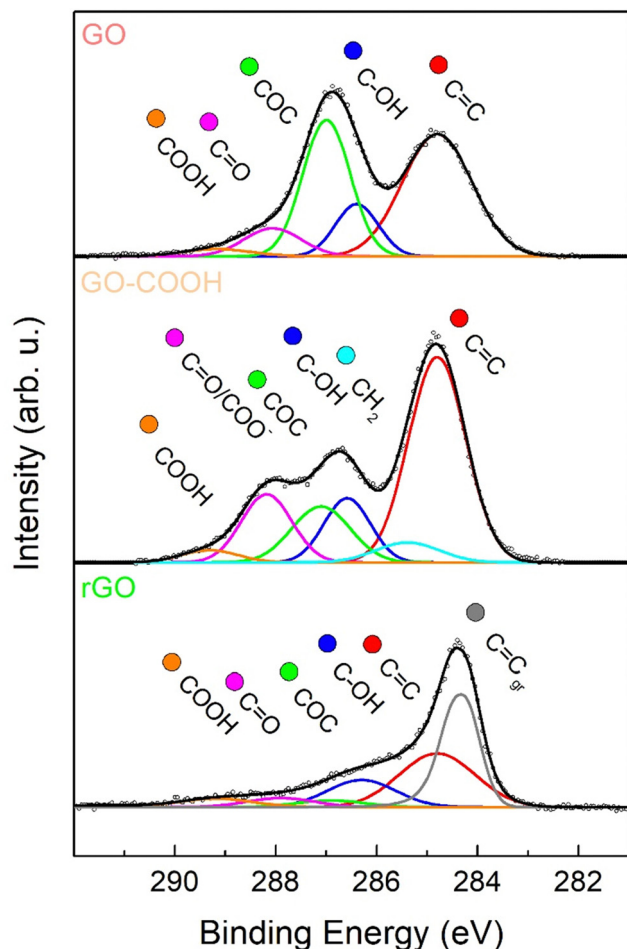 GO
COOH
C=O
COC
C-OH
C=C
GO-COOH
COOH
C=O/COO-
COC
C-OH
CH2
C=C
rGO
COOH
C=O
COC
C-OH
C=C
C=Cgr
Intensity (arb. u.)
290 288 286 284 282
Binding Energy (eV)